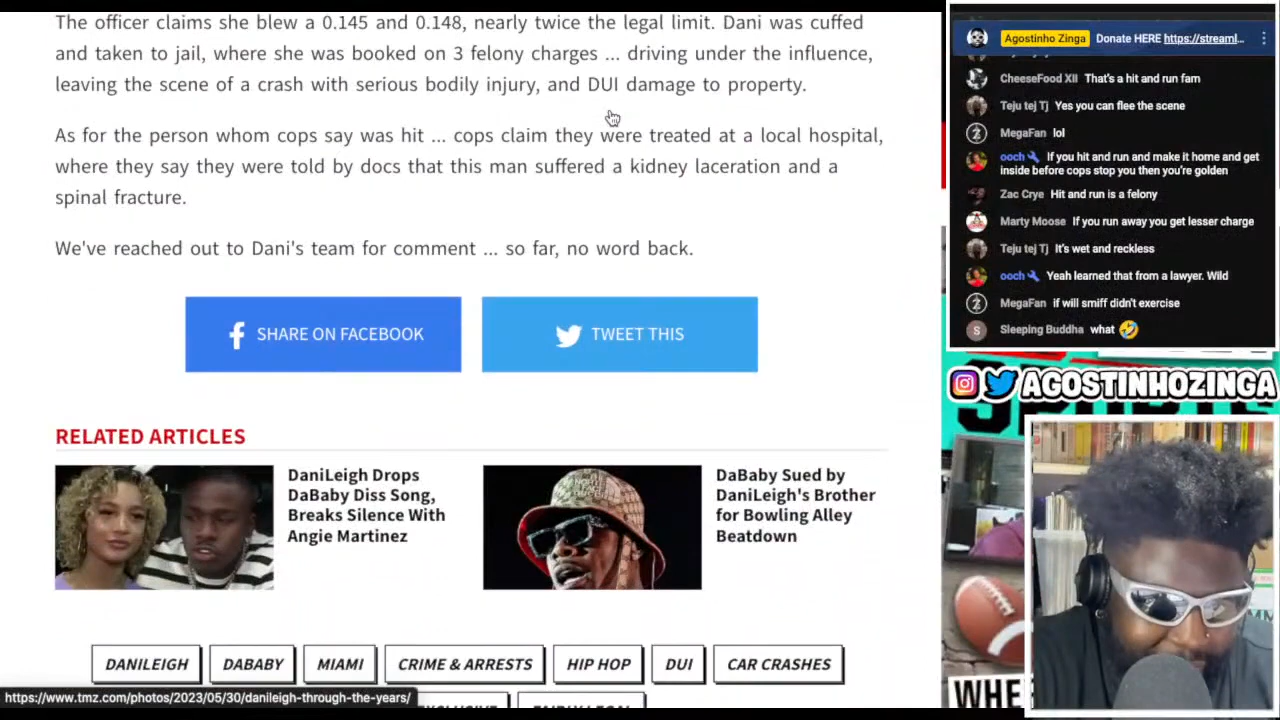 The officer claims she blew a 0.145 and 0.148, nearly twice the legal limit. Dani was cuffed
and taken to jail, where she was booked on 3 felony charges ... driving under the influence,
leaving the scene of a crash with serious bodily injury, and DUI damage to property.
As for the person whom cops say was hit ... cops claim they were treated at a local hospital,
where they say they were told by docs that this man suffered a kidney laceration and a
spinal fracture.
We've reached out to Dani's team for comment ... so far, no word back.
SHARE ON FACEBOOK
TWEET THIS
RELATED ARTICLES
DaniLeigh Drops
DaBaby Diss Song,
Breaks Silence With
Angie Martinez
DaBaby Sued by
DaniLeigh's Brother
for Bowling Alley
Beatdown
DANILEIGH
DABABY
MIAMI
CRIME & ARRESTS
HIP HOP
DUI
CAR CRASHES
https://www.tmz.com/photos/2023/05/30/danileigh-through-the-years/
Agostinho Zinga Donate HERE https://streaml...
CheeseFood XII That's a hit and run fam
Teju tej Tj Yes you can flee the scene
MegaFan lol
ooch If you hit and run and make it home and get
inside before cops stop you then you're golden
Zac Crye Hit and run is a felony
Marty Moose If you run away you get lesser charge
Teju tej Tj It's wet and reckless
ooch Yeah learned that from a lawyer. Wild
MegaFan if will smiff didn't exercise
Sleeping Buddha what 🤣
AGOSTINHOZINGA
WHE